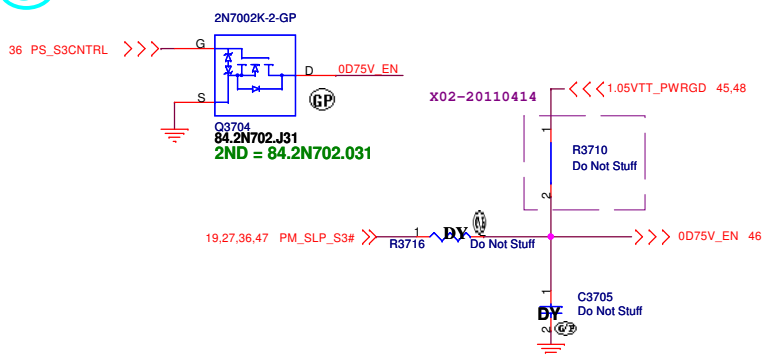 2N7002K-2-GP
36 PS_S3CNTRL
G
D
0D75V_EN
S
GP
Q3704
84.2N702.J31
2ND = 84.2N702.031
X02-20110414
1.05VTT_PWRGD 45,48
1
R3710
Do Not Stuff
2
19,27,36,47 PM_SLP_S3#
1
DY
R3716
Do Not Stuff
0D75V_EN 46
1
C3705
DY
Do Not Stuff
2
GP